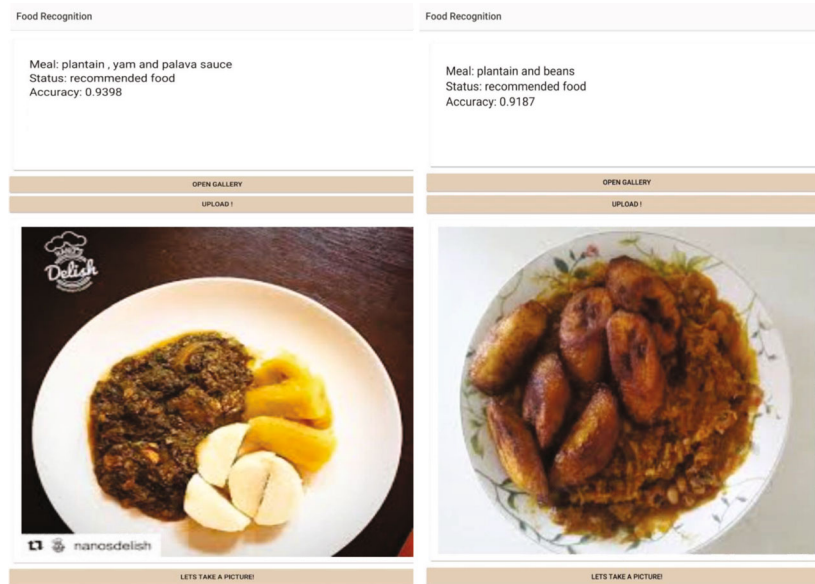 Food Recognition
Meal: plantain , yam and palava sauce
Status: recommended food
Accuracy: 0.9398
OPEN GALLERY
UPLOAD !
Delish
nanosdelish
LETS TAKE A PICTURE!
Food Recognition
Meal: plantain and beans
Status: recommended food
Accuracy: 0.9187
OPEN GALLERY
UPLOAD !
LETS TAKE A PICTURE!